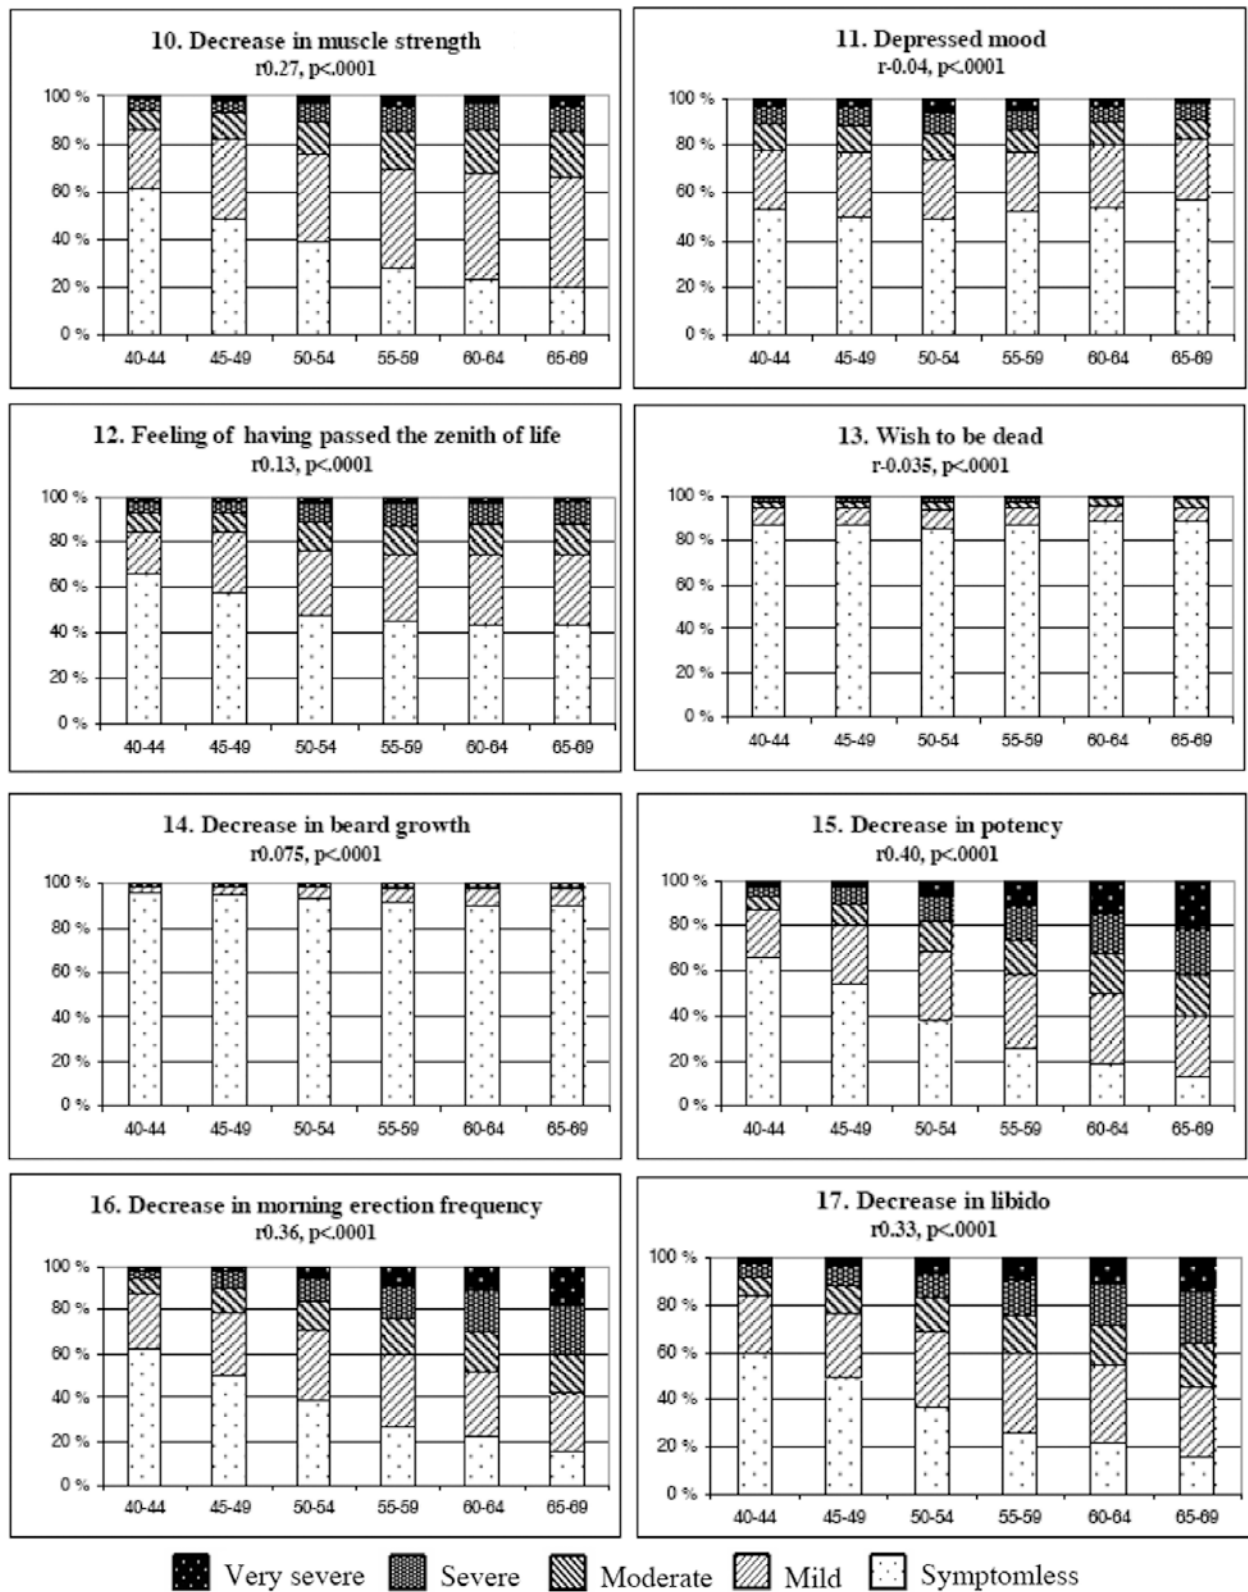 10. Decrease in muscle strength
r0.27, p<.0001
100 %
80 %
60 %
40 %
20 %
0 %
40-44 45-49 50-54 55-59 60-64 65-69
11. Depressed mood
r-0.04, p<.0001
100 %
80 %
60 %
40 %
20 %
0 %
40-44 45-49 50-54 55-59 60-64 65-69
12. Feeling of having passed the zenith of life
r0.13, p<.0001
100 %
80 %
60 %
40 %
20 %
0 %
40-44 45-49 50-54 55-59 60-64 65-69
13. Wish to be dead
r-0.035, p<.0001
100 %
80 %
60 %
40 %
20 %
0 %
40-44 45-49 50-54 55-59 60-64 65-69
14. Decrease in beard growth
r0.075, p<.0001
100 %
80 %
60 %
40 %
20 %
0 %
40-44 45-49 50-54 55-59 60-64 65-69
15. Decrease in potency
r0.40, p<.0001
100 %
80 %
60 %
40 %
20 %
0 %
40-44 45-49 50-54 55-59 60-64 65-69
16. Decrease in morning erection frequency
r0.36, p<.0001
100 %
80 %
60 %
40 %
20 %
0 %
40-44 45-49 50-54 55-59 60-64 65-69
17. Decrease in libido
r0.33, p<.0001
100 %
80 %
60 %
40 %
20 %
0 %
40-44 45-49 50-54 55-59 60-64 65-69
Very severe Severe Moderate Mild Symptomless